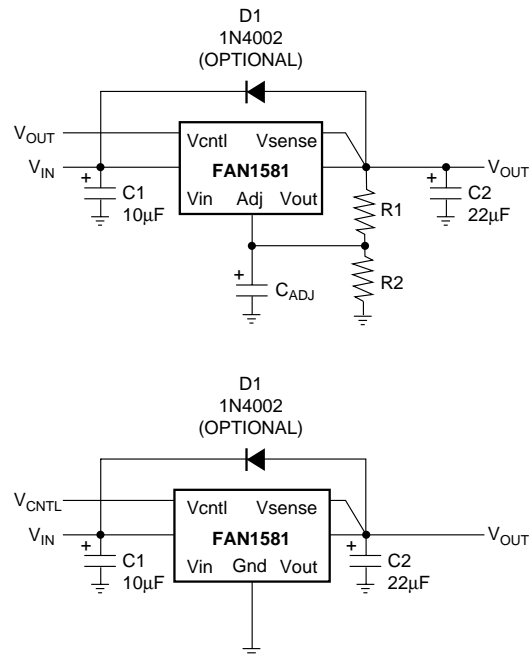 D1
1N4002
(OPTIONAL)
VOUT
Vcntl Vsense
VIN
FAN1581
VOUT
+ C1
10μF
Vin Adj Vout
R1
+ C2
22μF
+
CADJ
R2
D1
1N4002
(OPTIONAL)
VCNTL
Vcntl Vsense
VIN
FAN1581
VOUT
+ C1
10μF
Vin Gnd Vout
+ C2
22μF